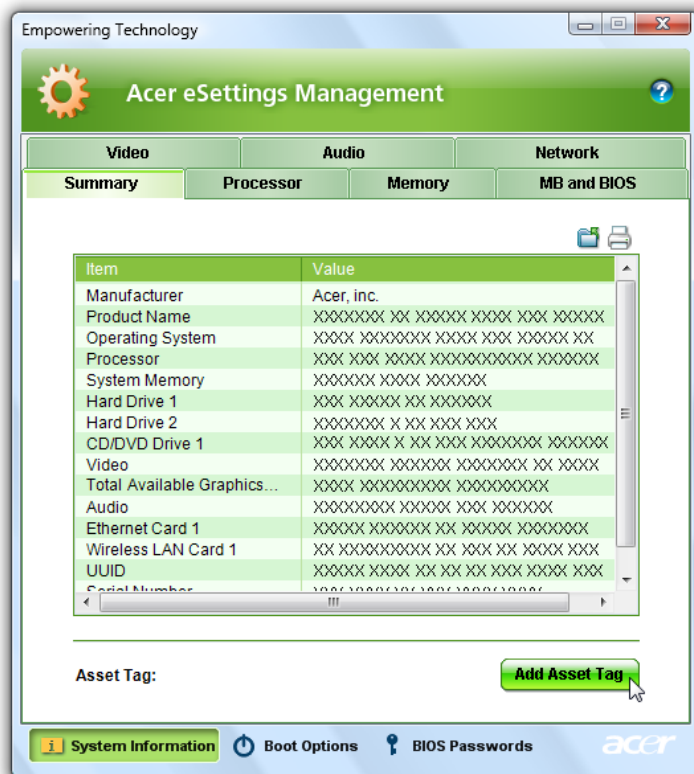 Empowering Technology
Acer eSettings Management
Video Audio Network
Summary Processor Memory MB and BIOS
Item Value
Manufacturer Acer, inc.
Product Name XXXXXXX XX XXXXX XXXX XXX XXXXX
Operating System XXXX XXXXXXX XXXX XXX XXXXX XX
Processor XXX XXX XXXX XXXXXXXXXX XXXXXX
System Memory XXXXXX XXXX XXXXXX
Hard Drive 1 XXX XXXXX XX XXXXXX
Hard Drive 2 XXXXXXX X XX XXX XXX
CD/DVD Drive 1 XXX XXXX X XX XXX XXXXXXX XXXXXX
Video XXXXXXX XXXXXX XXXXXXX XX XXXX
Total Available Graphics... XXXX XXXXXXXXX XXXXXXXXX
Audio XXXXXXXX XXXXX XXX XXXXXX
Ethernet Card 1 XXXXX XXXXXX XX XXXXX XXXXXXX
Wireless LAN Card 1 XX XXXXXXXXX XX XXX XX XXXX XXX
UUID XXXXX XXXX XX XX XX XXX XXXX XXX
Serial Number
Asset Tag: Add Asset Tag
System Information Boot Options BIOS Passwords acer